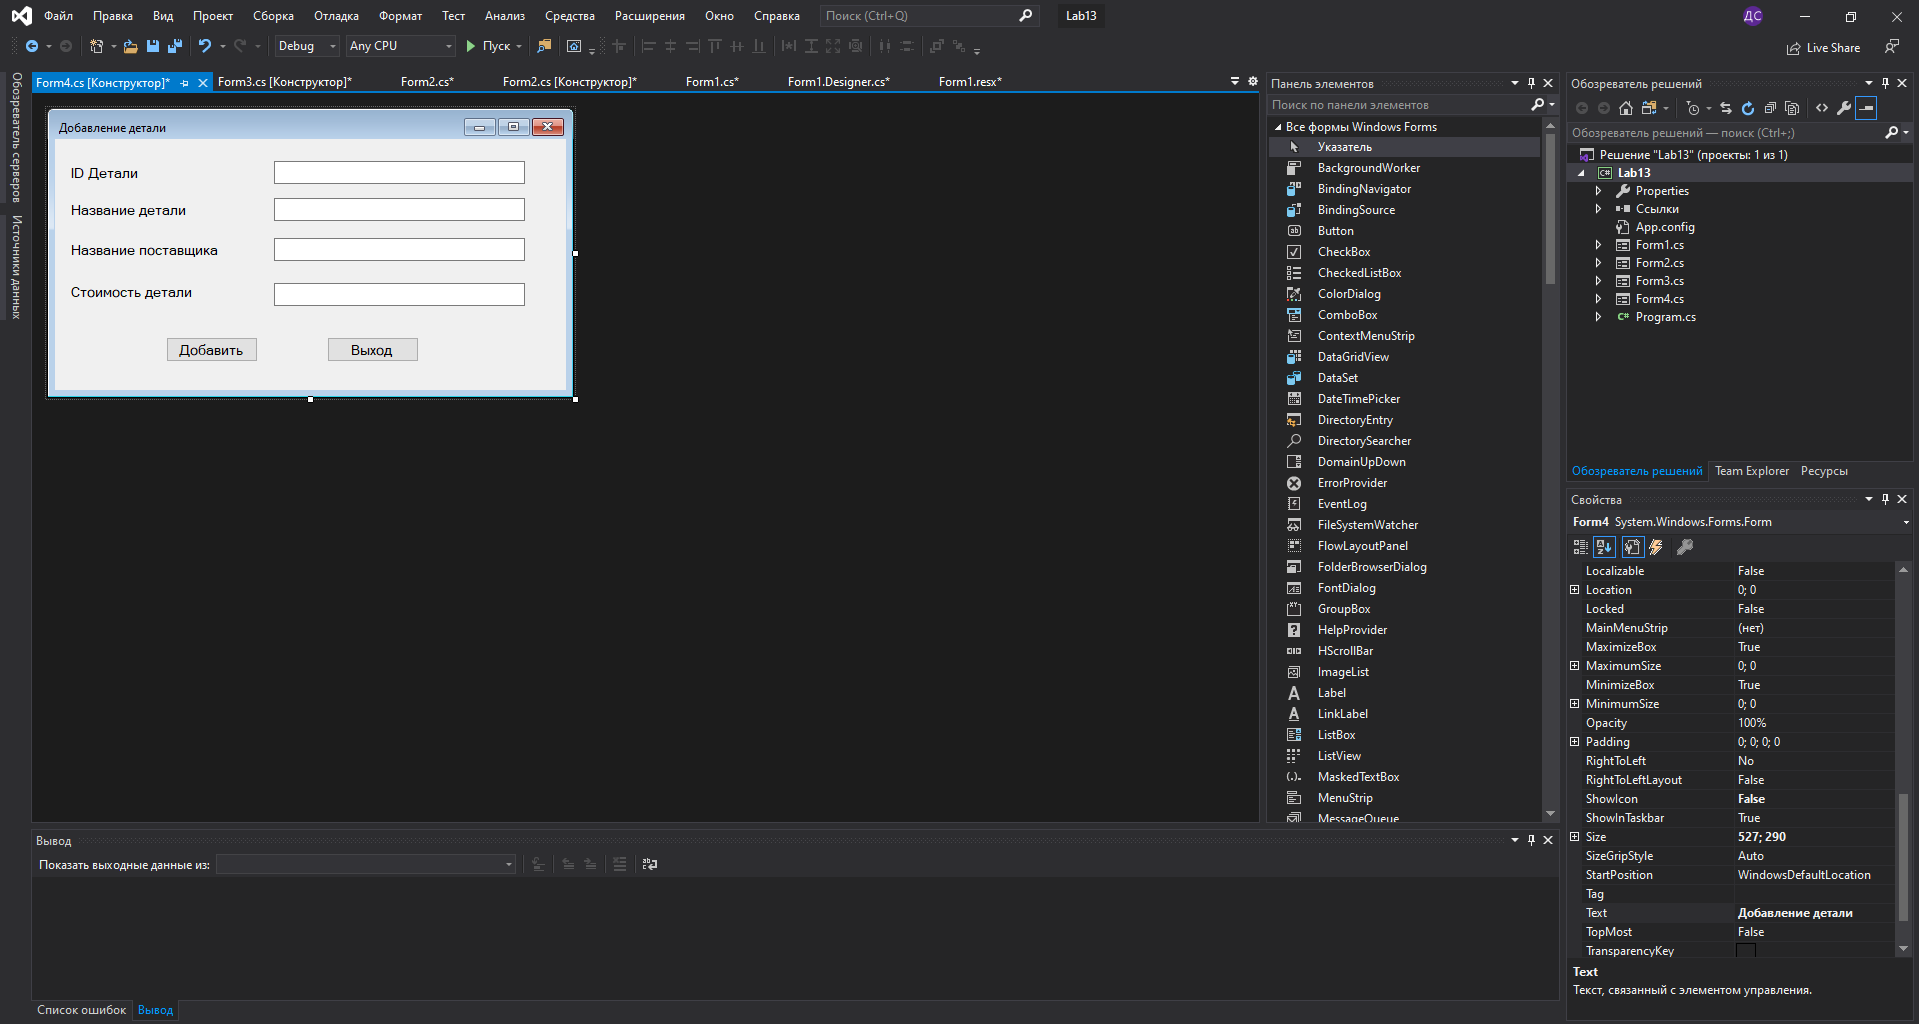 Файл Правка Вид Проект Сборка Отладка Формат Тест Анализ Средства Расширения Окно Справка Поиск (Ctrl+Q) Lab13 ДС
Debug Any CPU Пуск Live Share
Обозреватель серверов
Источники данных
Form4.cs [Конструктор]* Form3.cs [Конструктор]* Form2.cs* Form2.cs [Конструктор]* Form1.cs* Form1.Designer.cs* Form1.resx*
Добавление детали
ID Детали
Название детали
Название поставщика
Стоимость детали
Добавить Выход
Панель элементов
Поиск по панели элементов
Все формы Windows Forms
Указатель
BackgroundWorker
BindingNavigator
BindingSource
Button
CheckBox
CheckedListBox
ColorDialog
ComboBox
ContextMenuStrip
DataGridView
DataSet
DateTimePicker
DirectoryEntry
DirectorySearcher
DomainUpDown
ErrorProvider
EventLog
FileSystemWatcher
FlowLayoutPanel
FolderBrowserDialog
FontDialog
GroupBox
HelpProvider
HScrollBar
ImageList
Label
LinkLabel
ListBox
ListView
MaskedTextBox
MenuStrip
MessageQueue
Обозреватель решений
Обозреватель решений — поиск (Ctrl+;)
Решение "Lab13" (проекты: 1 из 1)
Lab13
Properties
Ссылки
App.config
Form1.cs
Form2.cs
Form3.cs
Form4.cs
Program.cs
Обозреватель решений Team Explorer Ресурсы
Свойства
Form4 System.Windows.Forms.Form
Localizable False
Location 0; 0
Locked False
MainMenuStrip (нет)
MaximizeBox True
MaximumSize 0; 0
MinimizeBox True
MinimumSize 0; 0
Opacity 100%
Padding 0; 0; 0; 0
RightToLeft No
RightToLeftLayout False
ShowIcon False
ShowInTaskbar True
Size 527; 290
SizeGripStyle Auto
StartPosition WindowsDefaultLocation
Tag
Text Добавление детали
TopMost False
TransparencyKey
Text
Текст, связанный с элементом управления.
Вывод
Показать выходные данные из:
Список ошибок Вывод